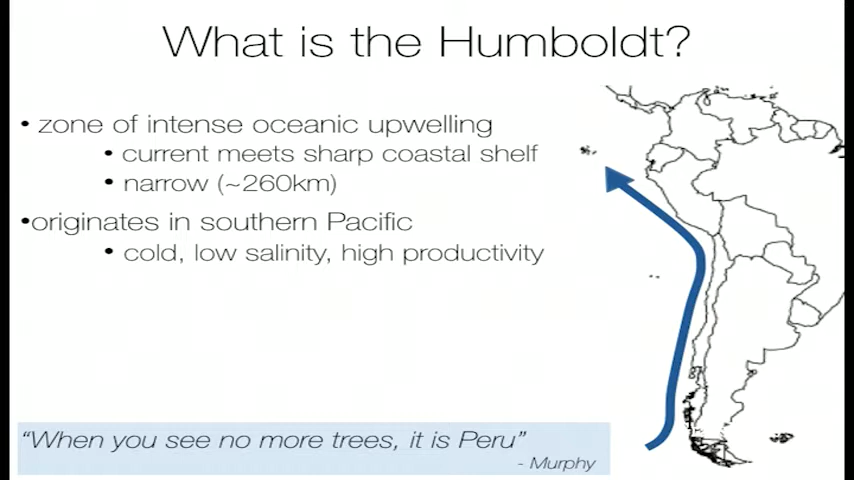 What is the Humboldt?
• zone of intense oceanic upwelling
• current meets sharp coastal shelf
• narrow (~260km)
•originates in southern Pacific
• cold, low salinity, high productivity
“When you see no more trees, it is Peru”
- Murphy